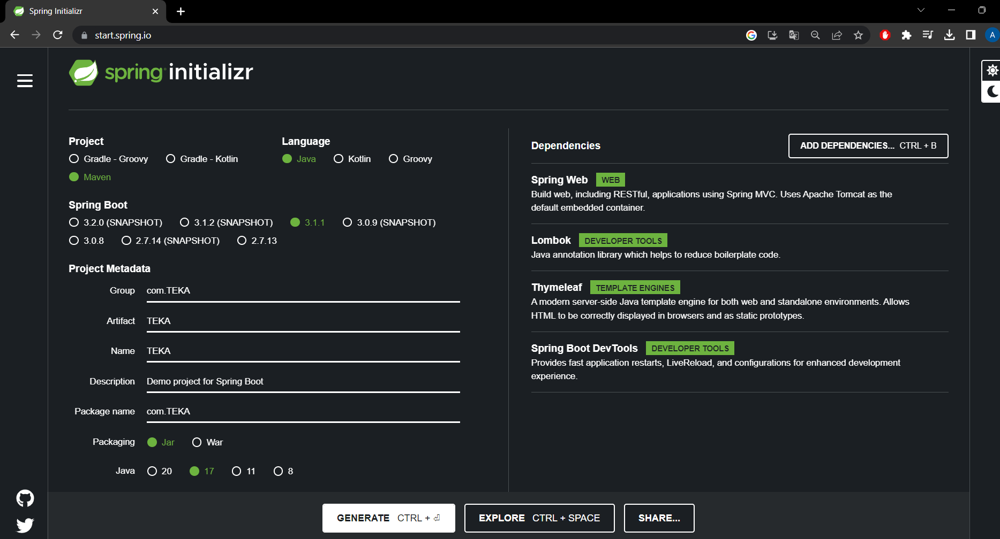 Spring Initializr
start.spring.io
A
spring initializr
Project
Gradle - Groovy Gradle - Kotlin
Maven
Language
Java Kotlin Groovy
Spring Boot
3.2.0 (SNAPSHOT) 3.1.2 (SNAPSHOT) 3.1.1 3.0.9 (SNAPSHOT)
3.0.8 2.7.14 (SNAPSHOT) 2.7.13
Project Metadata
Group com.TEKA
Artifact TEKA
Name TEKA
Description Demo project for Spring Boot
Package name com.TEKA
Packaging Jar War
Java 20 17 11 8
Dependencies ADD DEPENDENCIES... CTRL + B
Spring Web WEB
Build web, including RESTful, applications using Spring MVC. Uses Apache Tomcat as the
default embedded container.
Lombok DEVELOPER TOOLS
Java annotation library which helps to reduce boilerplate code.
Thymeleaf TEMPLATE ENGINES
A modern server-side Java template engine for both web and standalone environments. Allows
HTML to be correctly displayed in browsers and as static prototypes.
Spring Boot DevTools DEVELOPER TOOLS
Provides fast application restarts, LiveReload, and configurations for enhanced development
experience.
GENERATE CTRL + ⏎ EXPLORE CTRL + SPACE SHARE...